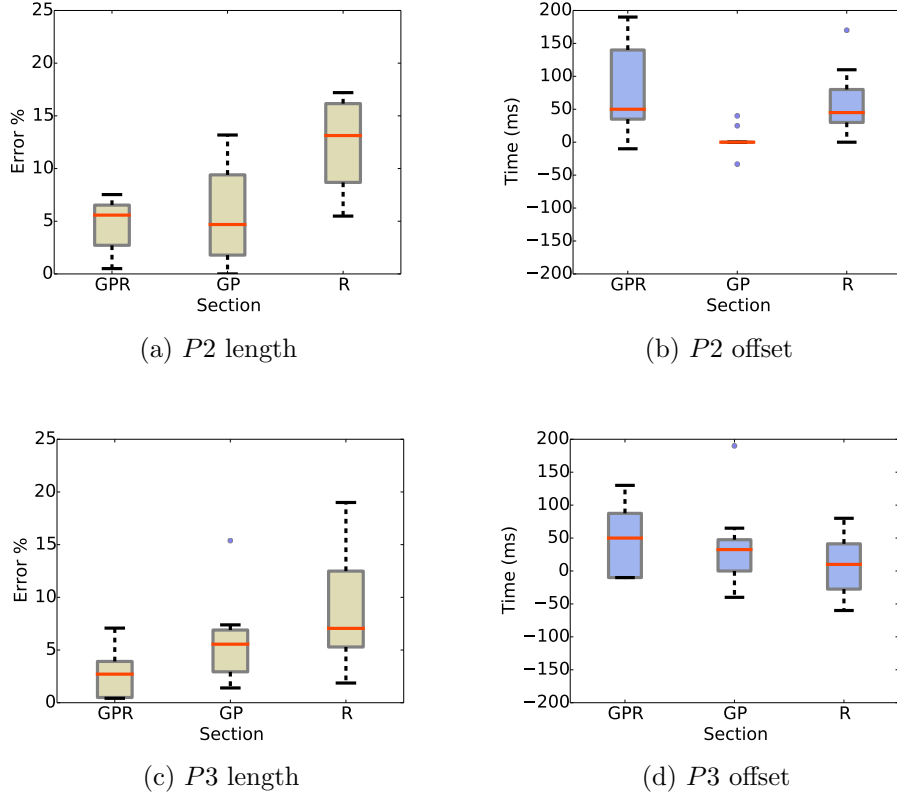 25
20
15
10
5
0
Error %
GPR GP R
Section
(a) P2 length
200
150
100
50
0
−50
−100
−150
−200
Time (ms)
GPR GP R
Section
(b) P2 offset
25
20
15
10
5
0
Error %
GPR GP R
Section
(c) P3 length
200
150
100
50
0
−50
−100
−150
−200
Time (ms)
GPR GP R
Section
(d) P3 offset